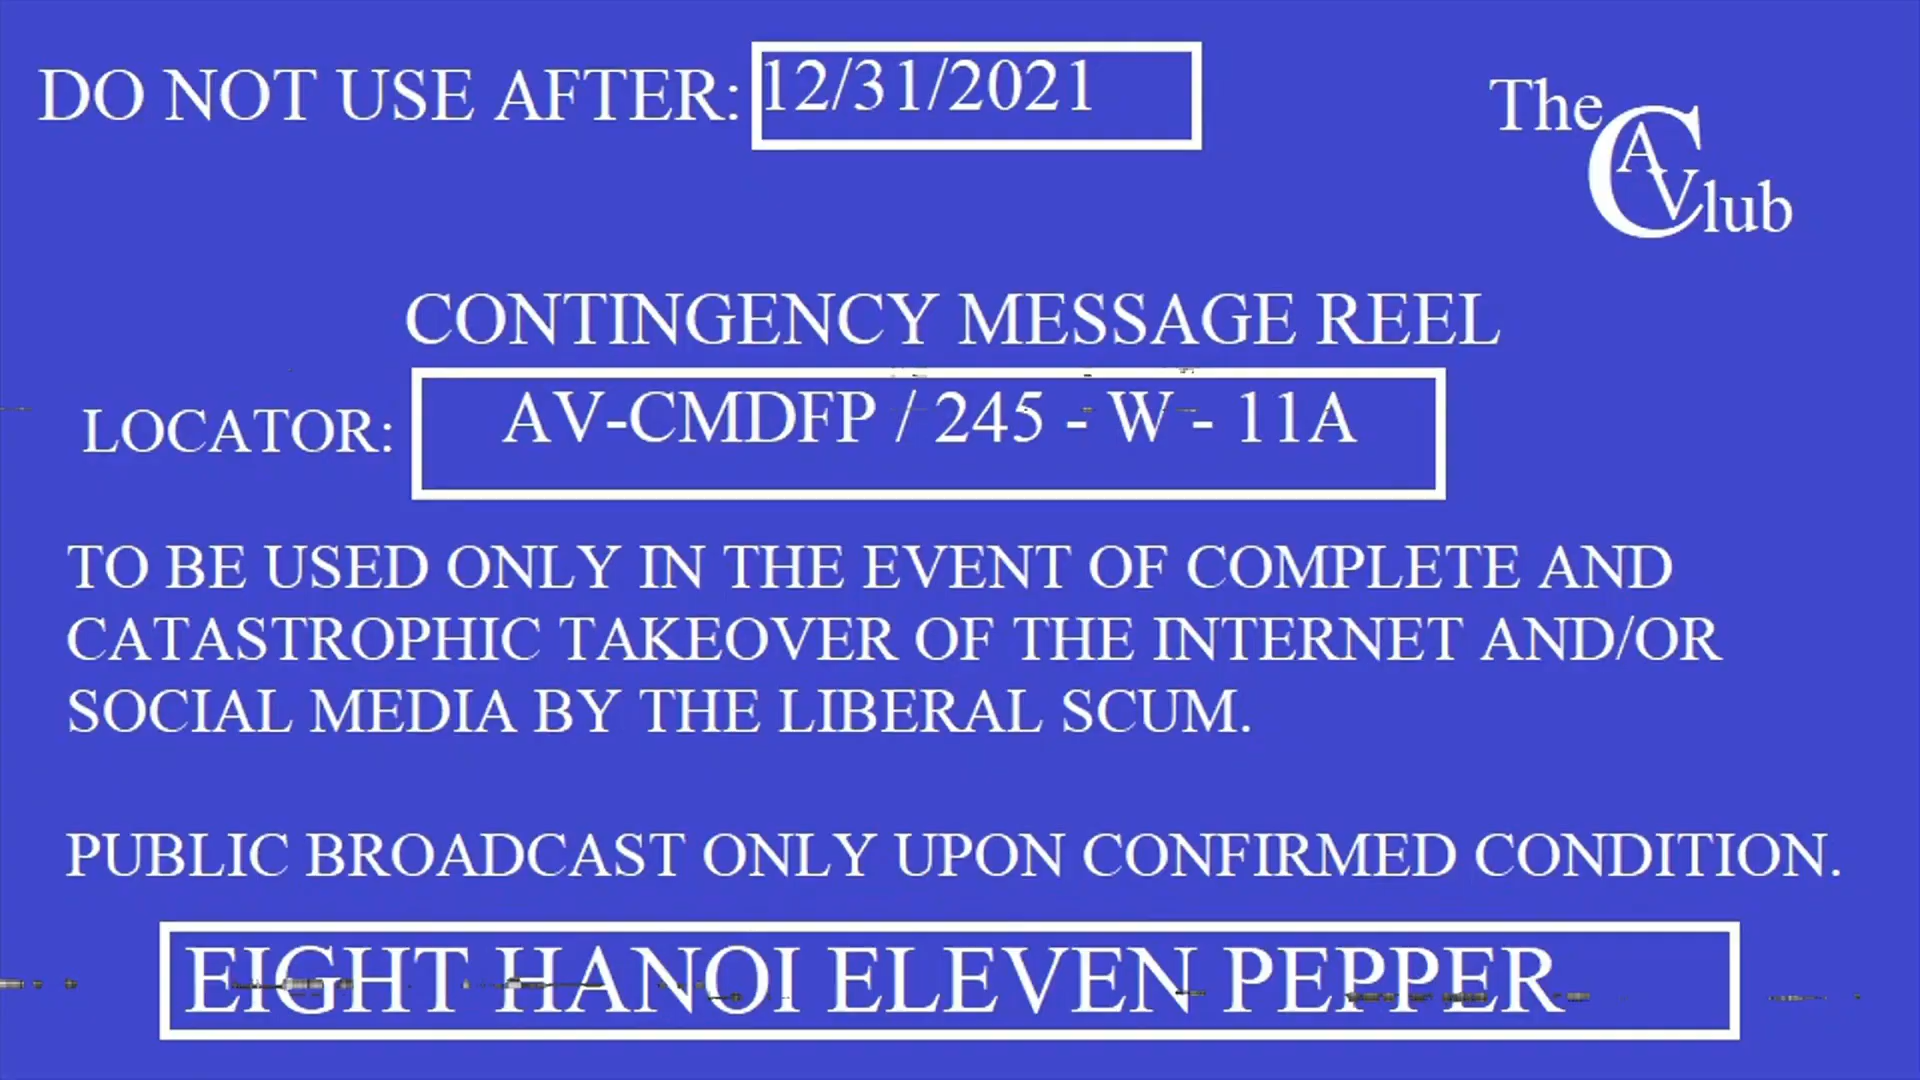 DO NOT USE AFTER: 12/31/2021
The AV Club
CONTINGENCY MESSAGE REEL
LOCATOR: AV-CMDFP / 245 - W - 11A
TO BE USED ONLY IN THE EVENT OF COMPLETE AND
CATASTROPHIC TAKEOVER OF THE INTERNET AND/OR
SOCIAL MEDIA BY THE LIBERAL SCUM.
PUBLIC BROADCAST ONLY UPON CONFIRMED CONDITION.
EIGHT HANOI ELEVEN PEPPER